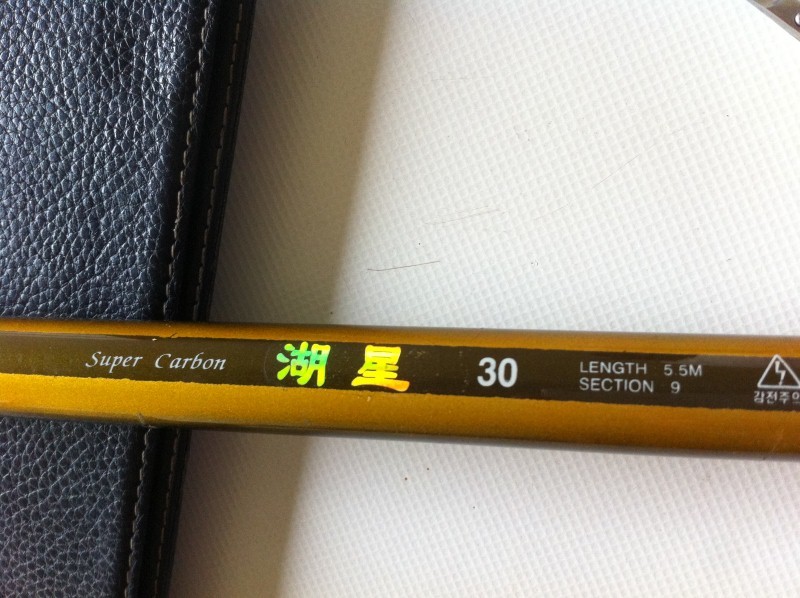 Super Carbon 湖星 30
LENGTH 5.5M
SECTION 9
감전주의